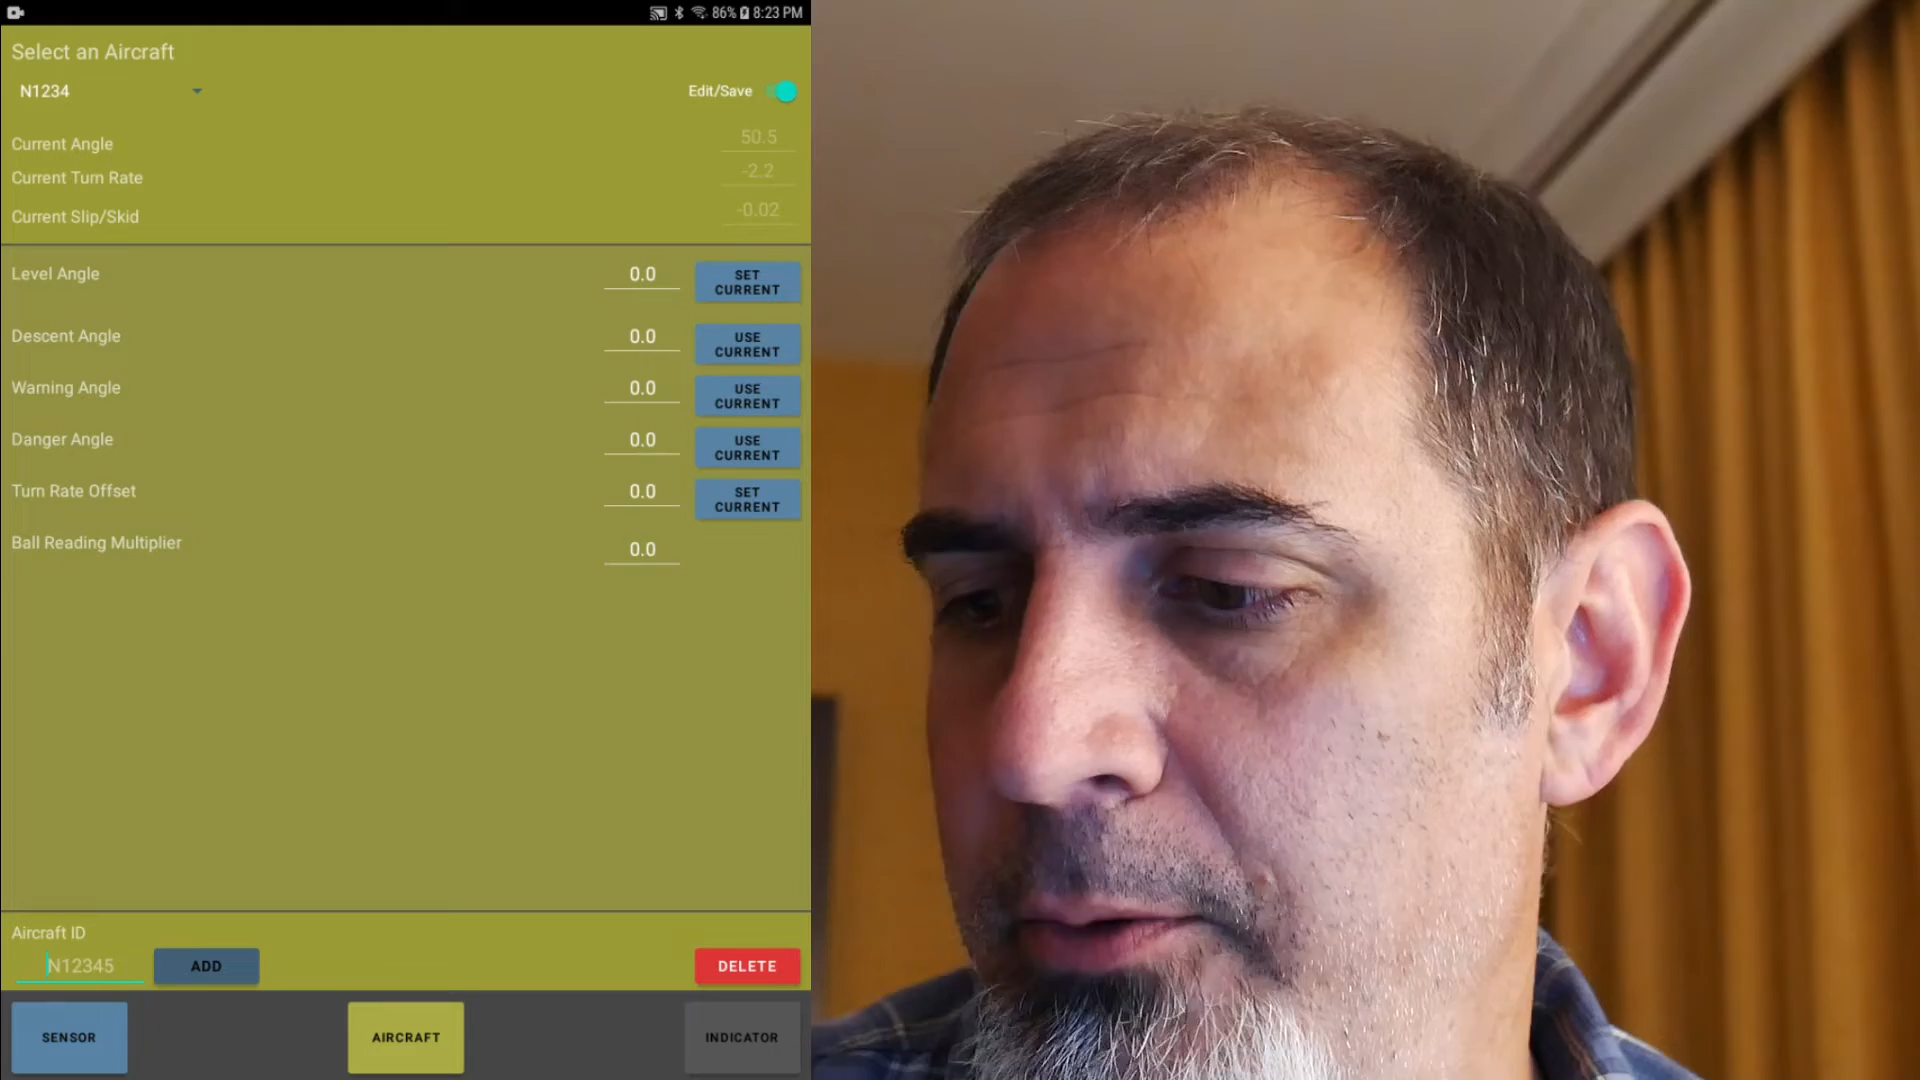 86% 8:23 PM
Select an Aircraft
N1234
Edit/Save
Current Angle 50.5
Current Turn Rate -2.2
Current Slip/Skid -0.02
Level Angle 0.0 SET CURRENT
Descent Angle 0.0 USE CURRENT
Warning Angle 0.0 USE CURRENT
Danger Angle 0.0 USE CURRENT
Turn Rate Offset 0.0 SET CURRENT
Ball Reading Multiplier 0.0
Aircraft ID
N12345 ADD DELETE
SENSOR AIRCRAFT INDICATOR